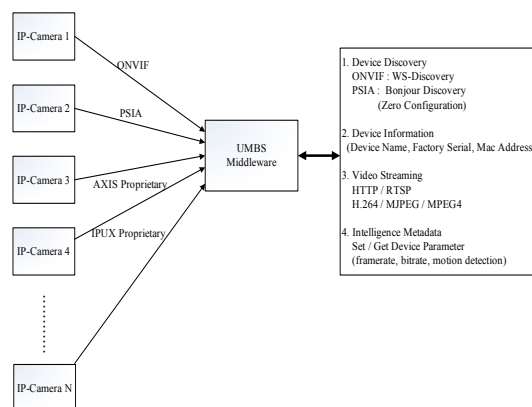 IP-Camera 1
ONVIF
IP-Camera 2
PSIA
IP-Camera 3
AXIS Proprietary
IP-Camera 4
IPUX Proprietary
IP-Camera N
UMBS
Middleware
1. Device Discovery
ONVIF : WS-Discovery
PSIA : Bonjour Discovery
(Zero Configuration)
2. Device Information
(Device Name, Factory Serial, Mac Address)
3. Video Streaming
HTTP / RTSP
H.264 / MJPEG / MPEG4
4. Intelligence Metadata
Set / Get Device Parameter
(framerate, bitrate, motion detection)